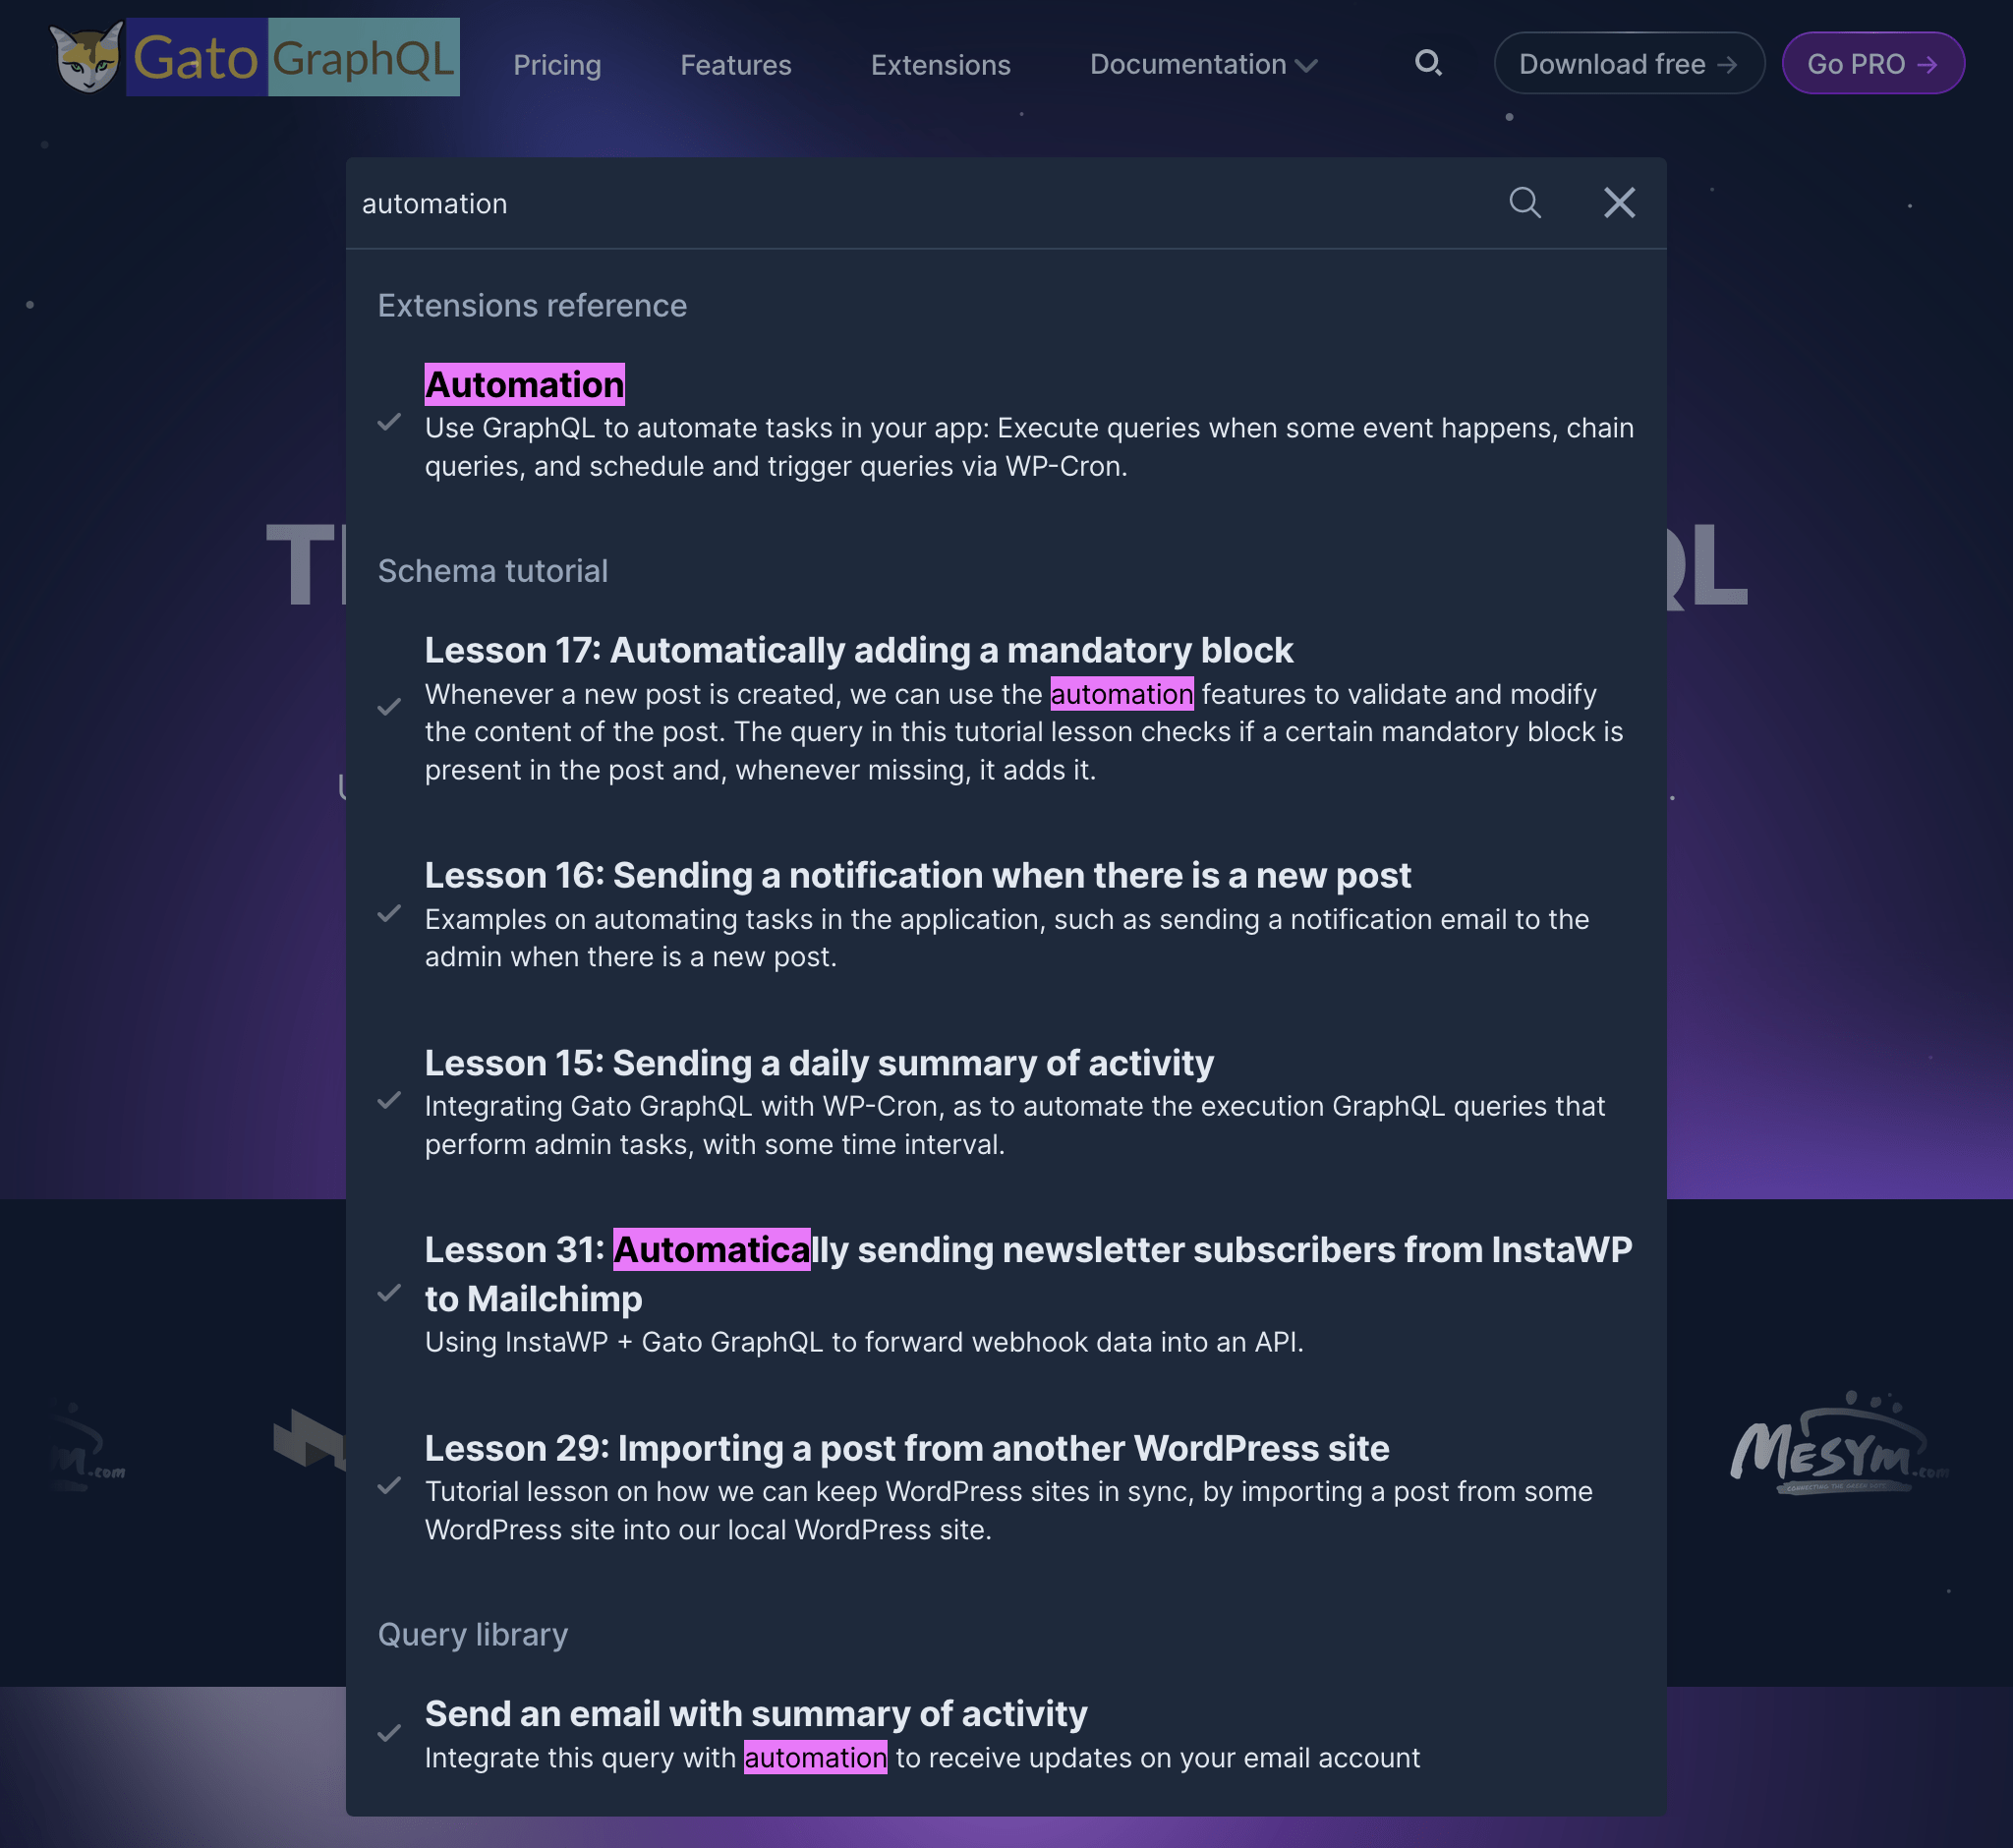 Gato GraphQL
Pricing
Features
Extensions
Documentation
Download free →
Go PRO →
automation
Extensions reference
Automation
Use GraphQL to automate tasks in your app: Execute queries when some event happens, chain
queries, and schedule and trigger queries via WP-Cron.
Schema tutorial
Lesson 17: Automatically adding a mandatory block
Whenever a new post is created, we can use the automation features to validate and modify
the content of the post. The query in this tutorial lesson checks if a certain mandatory block is
present in the post and, whenever missing, it adds it.
Lesson 16: Sending a notification when there is a new post
Examples on automating tasks in the application, such as sending a notification email to the
admin when there is a new post.
Lesson 15: Sending a daily summary of activity
Integrating Gato GraphQL with WP-Cron, as to automate the execution GraphQL queries that
perform admin tasks, with some time interval.
Lesson 31: Automatically sending newsletter subscribers from InstaWP
to Mailchimp
Using InstaWP + Gato GraphQL to forward webhook data into an API.
Lesson 29: Importing a post from another WordPress site
Tutorial lesson on how we can keep WordPress sites in sync, by importing a post from some
WordPress site into our local WordPress site.
Query library
Send an email with summary of activity
Integrate this query with automation to receive updates on your email account
m.com
MESYM.com